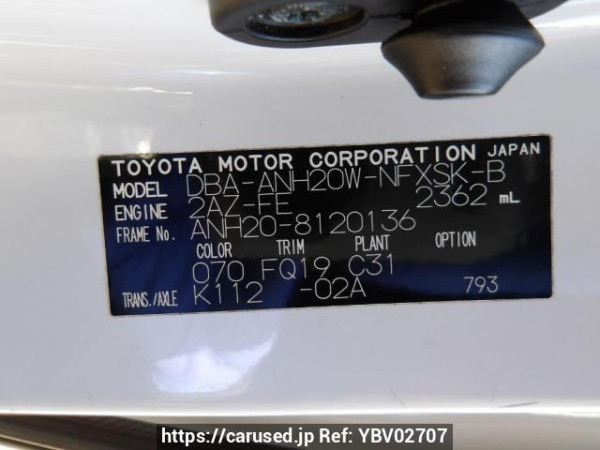 TOYOTA MOTOR CORPORATION JAPAN
MODEL DBA-ANH20W-NFXSK-B
ENGINE 2AZ-FE 2362 mL
FRAME No. ANH20-8120136
COLOR TRIM PLANT OPTION
070 FQ19 C31
TRANS./AXLE K112 -02A 793
https://carused.jp Ref: YBV02707